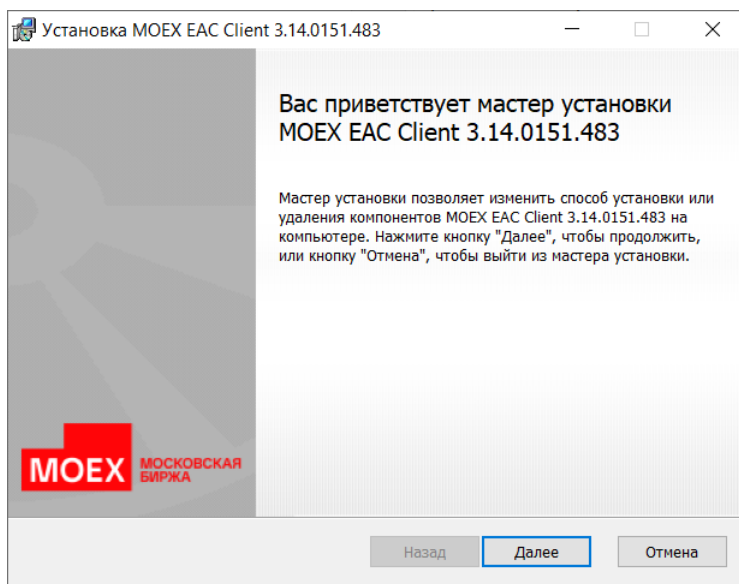 Установка MOEX EAC Client 3.14.0151.483
Вас приветствует мастер установки
MOEX EAC Client 3.14.0151.483
Мастер установки позволяет изменить способ установки или
удаления компонентов MOEX EAC Client 3.14.0151.483 на
компьютере. Нажмите кнопку "Далее", чтобы продолжить,
или кнопку "Отмена", чтобы выйти из мастера установки.
MOEX МОСКОВСКАЯ
БИРЖА
Назад Далее Отмена